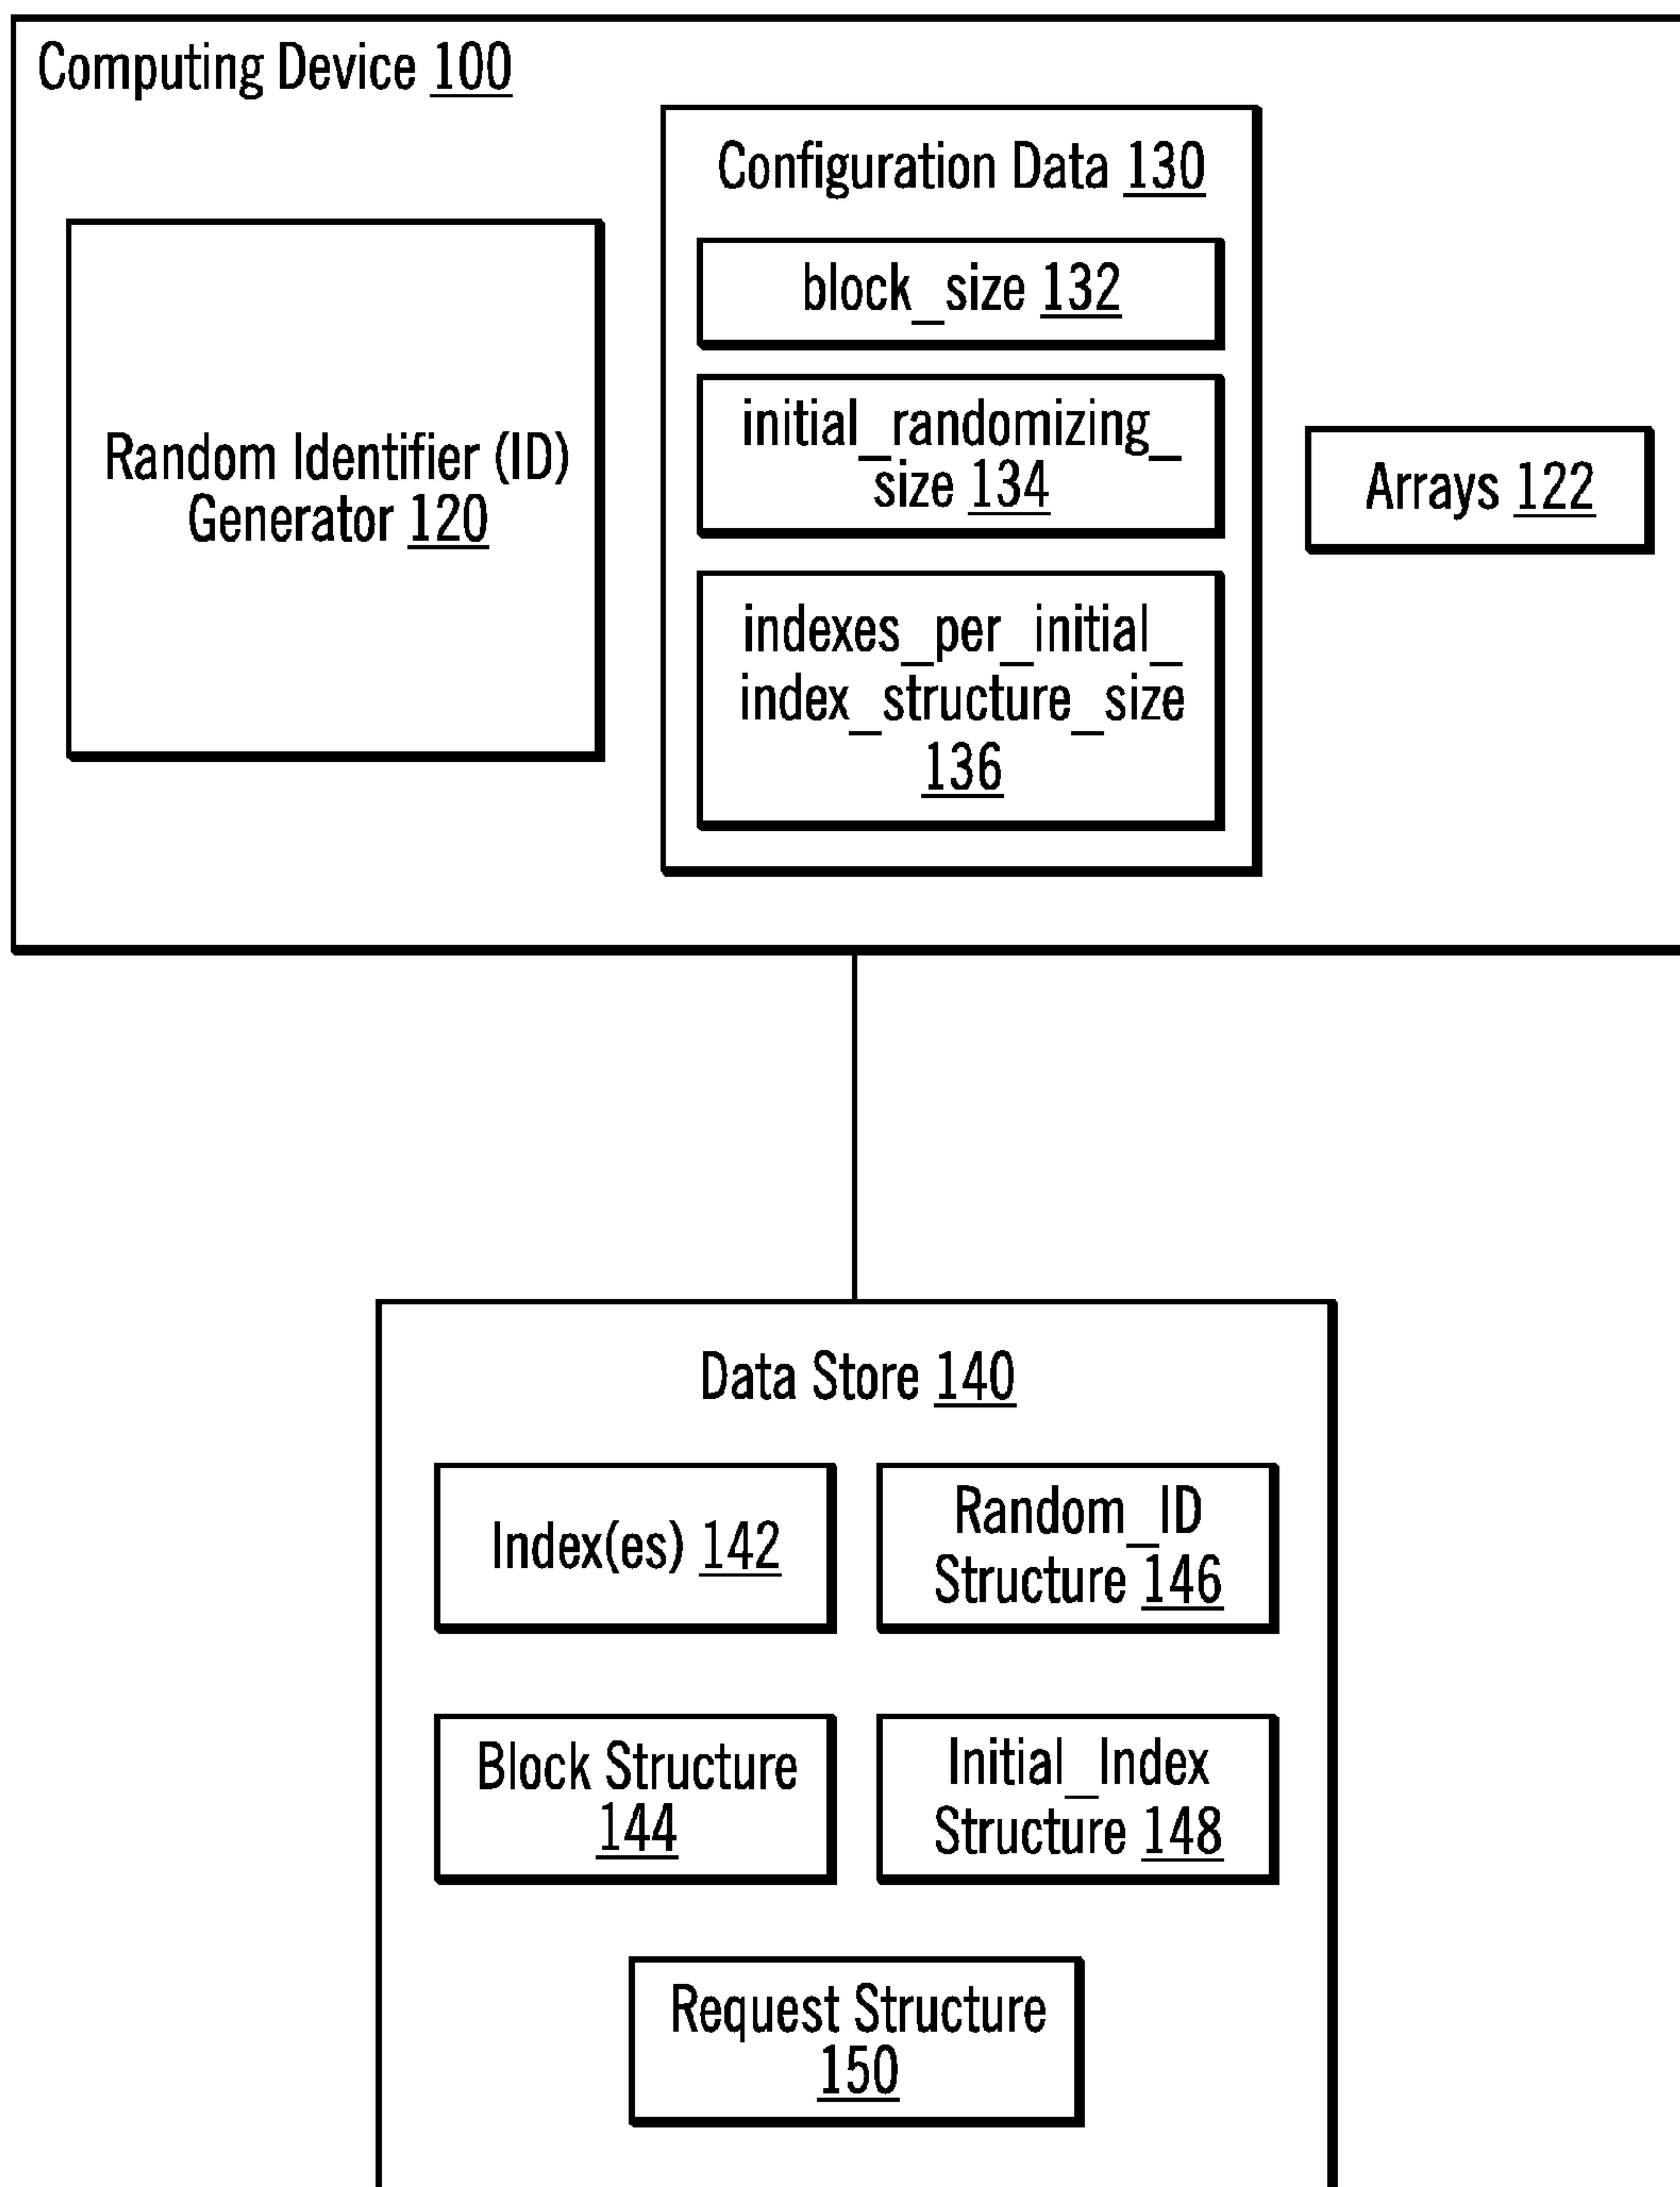 Computing Device 100
Configuration Data 130
block_size 132
initial_randomizing_
size 134
indexes_per_initial_
index_structure_size
136
Random Identifier (ID)
Generator 120
Arrays 122
Data Store 140
Index(es) 142
Random_ID
Structure 146
Block Structure
144
Initial_Index
Structure 148
Request Structure
150